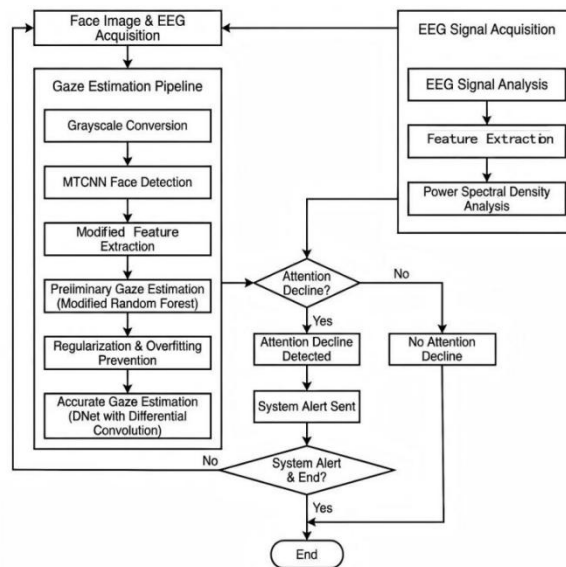 Face Image & EEG
Acquisition
Gaze Estimation Pipeline
Grayscale Conversion
MTCNN Face Detection
Modified Feature
Extraction
Preiiminary Gaze Estimation
(Modified Random Forest)
Regularization & Overfitting
Prevention
Accurate Gaze Estimation
(DNet with Differential
Convolution)
EEG Signal Acquisition
EEG Signal Analysis
Feature Extraction
Power Spectral Density
Analysis
Attention
Decline?
No
Yes
Attention Decline
Detected
No Attention
Decline
System Alert Sent
No
System Alert
& End?
Yes
End